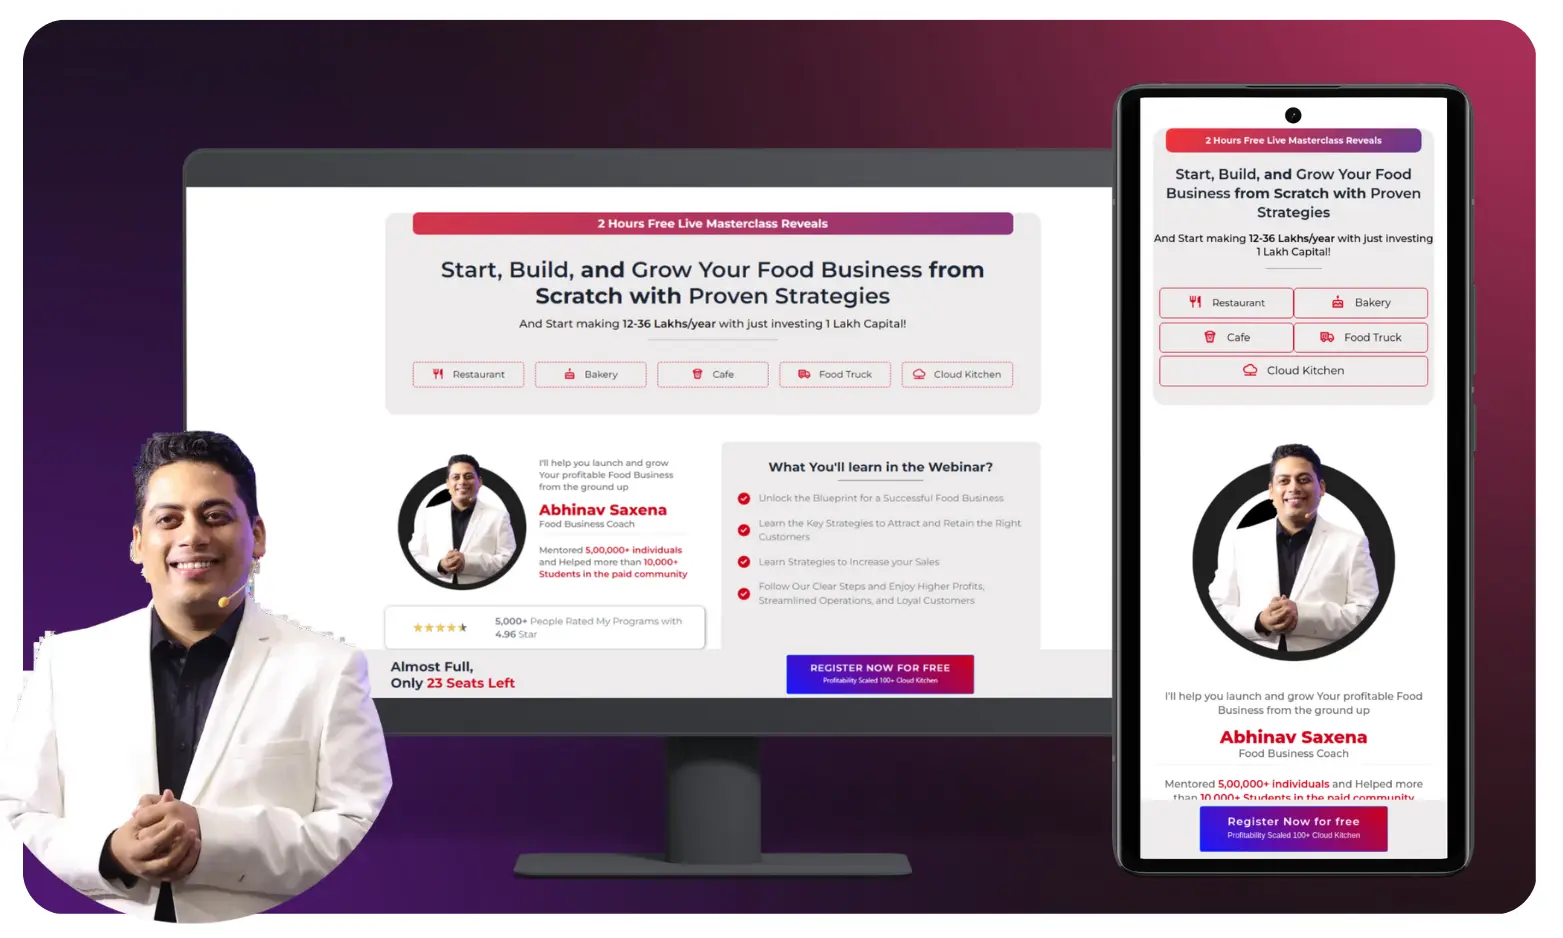 2 Hours Free Live Masterclass Reveals
Start, Build, and Grow Your Food Business from
Scratch with Proven Strategies
And Start making 12-36 Lakhs/year with just investing 1 Lakh Capital!
Restaurant
Bakery
Cafe
Food Truck
Cloud Kitchen
I'll help you launch and grow
Your profitable Food Business
from the ground up
Abhinav Saxena
Food Business Coach
Mentored 5,00,000+ individuals
and Helped more than 10,000+
Students in the paid community
5,000+ People Rated My Programs with
4.96 Star
What You'll learn in the Webinar?
Unlock the Blueprint for a Successful Food Business
Learn the Key Strategies to Attract and Retain the Right
Customers
Learn Strategies to Increase your Sales
Follow Our Clear Steps and Enjoy Higher Profits,
Streamlined Operations, and Loyal Customers
Almost Full,
Only 23 Seats Left
REGISTER NOW FOR FREE
Profitability Scaled 100+ Cloud Kitchen
2 Hours Free Live Masterclass Reveals
Start, Build, and Grow Your Food
Business from Scratch with Proven
Strategies
And Start making 12-36 Lakhs/year with just investing
1 Lakh Capital!
Restaurant
Bakery
Cafe
Food Truck
Cloud Kitchen
I'll help you launch and grow Your profitable Food
Business from the ground up
Abhinav Saxena
Food Business Coach
Mentored 5,00,000+ individuals and Helped more
than 10,000+ Students in the paid community
Register Now for free
Profitability Scaled 100+ Cloud Kitchen